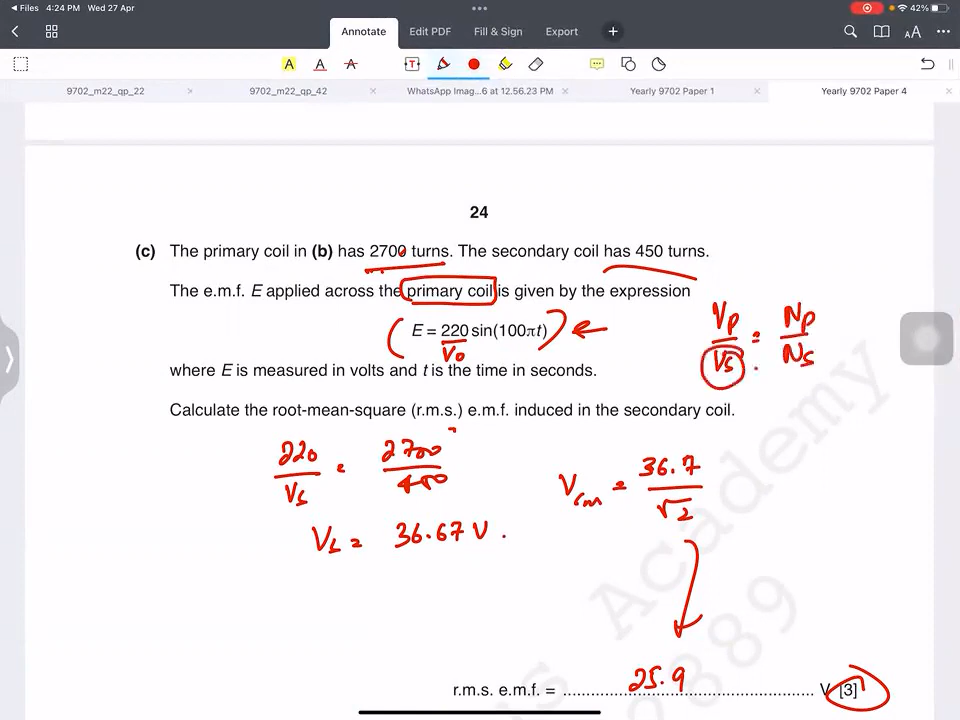 Files 4:24 PM Wed 27 Apr 42%
Annotate Edit PDF Fill & Sign Export
9702_m22_qp_22 9702_m22_qp_42 WhatsApp Imag...6 at 12.56.23 PM Yearly 9702 Paper 1 Yearly 9702 Paper 4
24
(c) The primary coil in (b) has 2700 turns. The secondary coil has 450 turns.
The e.m.f. E applied across the primary coil is given by the expression
E = 220 sin(100πt)
V₀
Vp/Vs = Np/Ns
where E is measured in volts and t is the time in seconds.
Calculate the root-mean-square (r.m.s.) e.m.f. induced in the secondary coil.
220/Vs = 2700/450
Vrm = 36.7/√2
Vs = 36.67 V.
Academy
889
r.m.s. e.m.f. = 25.9 V [3]